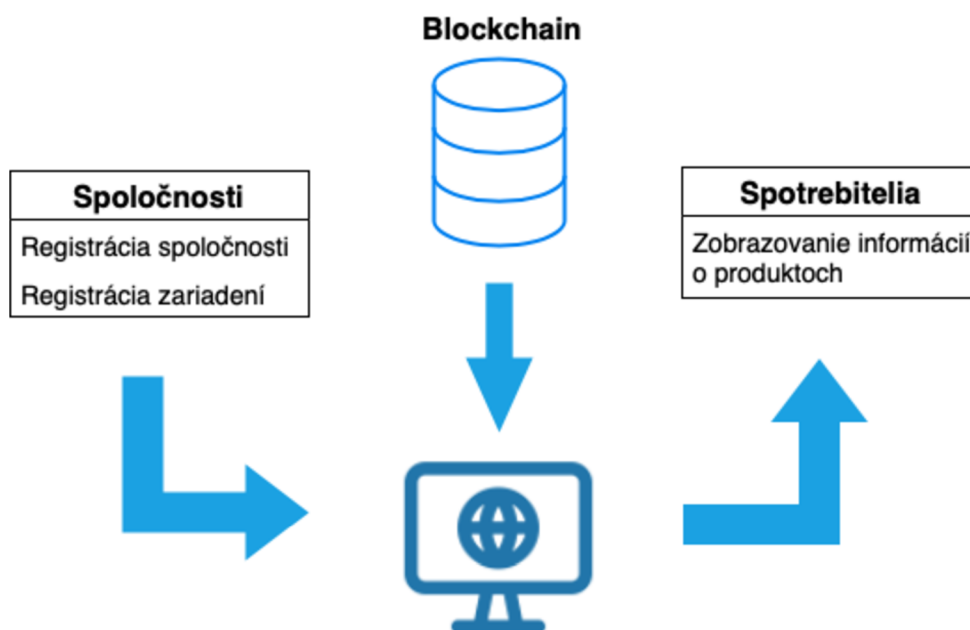 Blockchain
Spoločnosti
Registrácia spoločnosti
Registrácia zariadení
Spotrebitelia
Zobrazovanie informácií
o produktoch